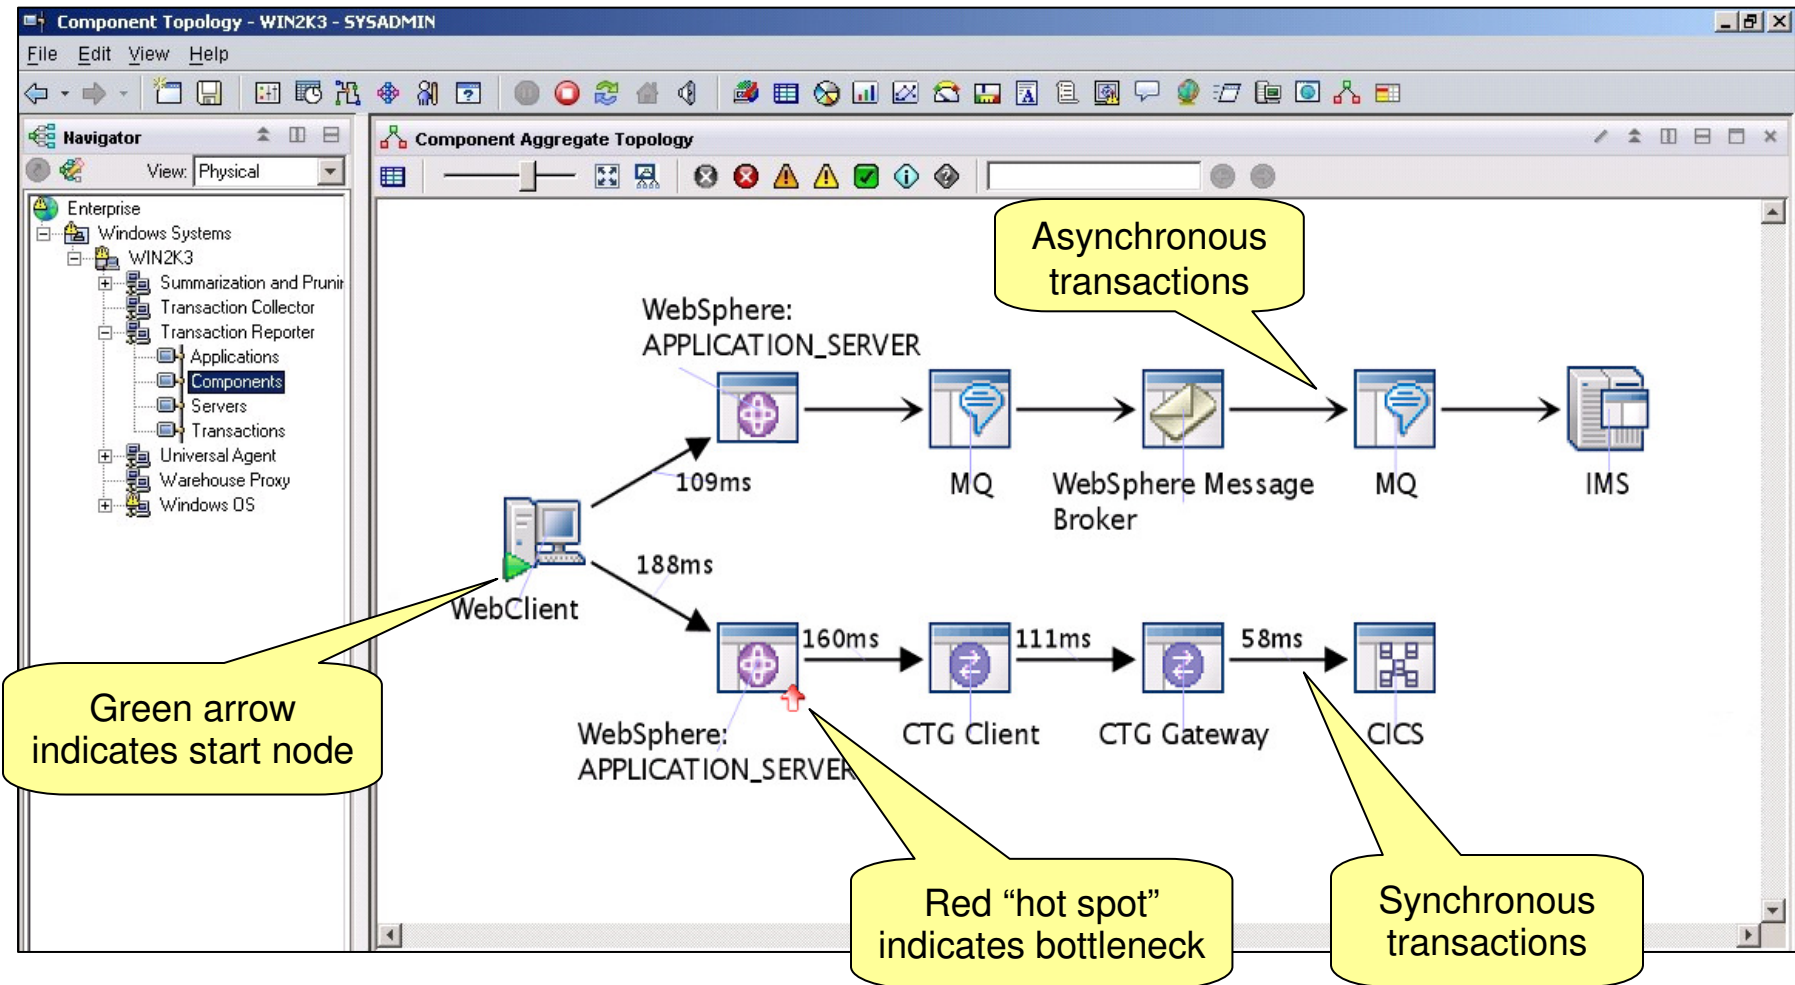 Component Topology - WIN2K3 - SYSADMIN
File Edit View Help
Navigator
View: Physical
Enterprise
Windows Systems
WIN2K3
Summarization and Prunin
Transaction Collector
Transaction Reporter
Applications
Components
Servers
Transactions
Universal Agent
Warehouse Proxy
Windows OS
Component Aggregate Topology
Asynchronous
transactions
WebSphere:
APPLICATION_SERVER
MQ
WebSphere Message
Broker
MQ
IMS
109ms
WebClient
188ms
160ms
111ms
58ms
WebSphere:
APPLICATION_SERVER
CTG Client
CTG Gateway
CICS
Green arrow
indicates start node
Red “hot spot”
indicates bottleneck
Synchronous
transactions